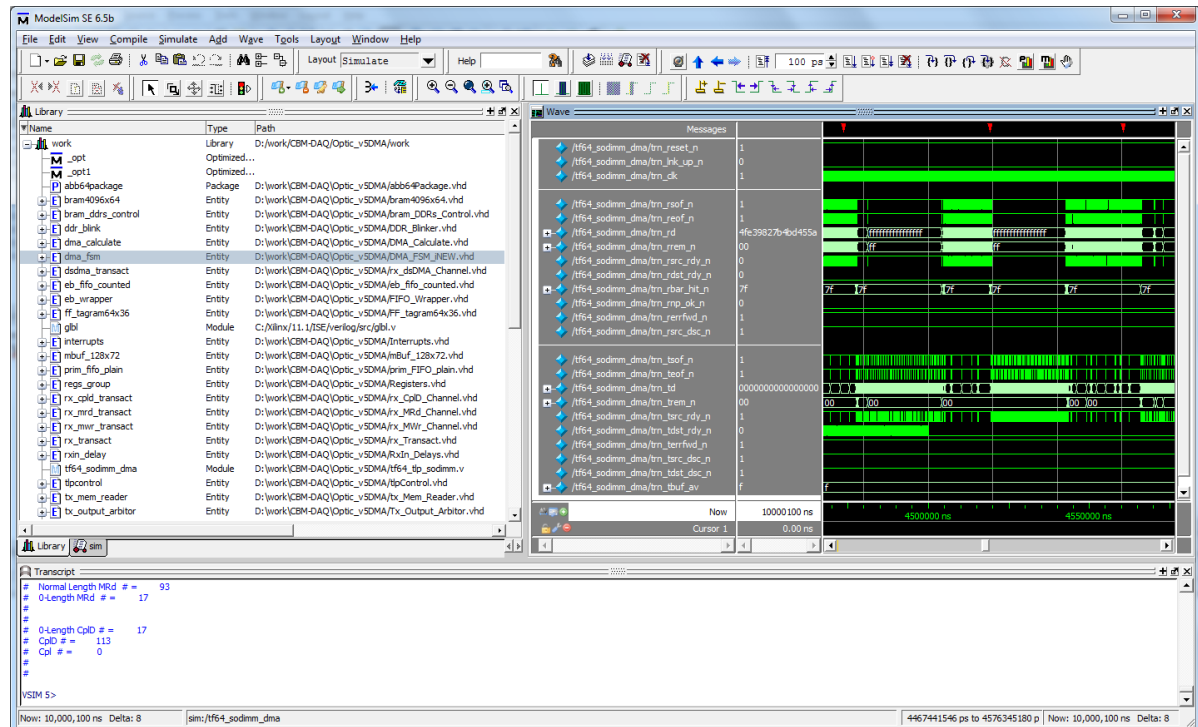 ModelSim SE 6.5b
File Edit View Compile Simulate Add Wave Tools Layout Window Help
Layout Simulate
Help
100 ps
Library
Name Type Path
work Library D:/work/CBM-DAQ/Optic_v5DMA/work
_opt Optimized...
_opt1 Optimized...
abb64package Package D:\work\CBM-DAQ/Optic_v5DMA/abb64Package.vhd
bram4096x64 Entity D:\work\CBM-DAQ/Optic_v5DMA/bram4096x64.vhd
bram_ddrs_control Entity D:\work\CBM-DAQ/Optic_v5DMA/bram_DDRs_Control.vhd
ddr_blink Entity D:\work\CBM-DAQ/Optic_v5DMA/DDR_Blinker.vhd
dma_calculate Entity D:\work\CBM-DAQ/Optic_v5DMA/DMA_Calculate.vhd
dma_fsm Entity D:\work\CBM-DAQ/Optic_v5DMA/DMA_FSM_iNEW.vhd
dsdma_transact Entity D:\work\CBM-DAQ/Optic_v5DMA/rx_dsDMA_Channel.vhd
eb_fifo_counted Entity D:\work\CBM-DAQ/Optic_v5DMA/eb_fifo_counted.vhd
eb_wrapper Entity D:\work\CBM-DAQ/Optic_v5DMA/FIFO_Wrapper.vhd
ff_tagram64x36 Entity D:\work\CBM-DAQ/Optic_v5DMA/FF_tagram64x36.vhd
glbl Module C:/Xilinx/11.1/ISE/verilog/src/glbl.v
interrupts Entity D:\work\CBM-DAQ/Optic_v5DMA/Interrupts.vhd
mbuf_128x72 Entity D:\work\CBM-DAQ/Optic_v5DMA/mBuf_128x72.vhd
prim_fifo_plain Entity D:\work\CBM-DAQ/Optic_v5DMA/prim_FIFO_plain.vhd
regs_group Entity D:\work\CBM-DAQ/Optic_v5DMA/Registers.vhd
rx_cpld_transact Entity D:\work\CBM-DAQ/Optic_v5DMA/rx_CplD_Channel.vhd
rx_mrd_transact Entity D:\work\CBM-DAQ/Optic_v5DMA/rx_MRd_Channel.vhd
rx_mwr_transact Entity D:\work\CBM-DAQ/Optic_v5DMA/rx_MWr_Channel.vhd
rx_transact Entity D:\work\CBM-DAQ/Optic_v5DMA/rx_Transact.vhd
rxin_delay Entity D:\work\CBM-DAQ/Optic_v5DMA/RxIn_Delays.vhd
tf64_sodimm_dma Module D:\work\CBM-DAQ/Optic_v5DMA/tf64_tlp_sodimm.v
tlpcontrol Entity D:\work\CBM-DAQ/Optic_v5DMA/tlpControl.vhd
tx_mem_reader Entity D:\work\CBM-DAQ/Optic_v5DMA/tx_Mem_Reader.vhd
tx_output_arbitor Entity D:\work\CBM-DAQ/Optic_v5DMA/Tx_Output_Arbitor.vhd
Library sim
Wave
Messages
/tf64_sodimm_dma/trn_reset_n 1
/tf64_sodimm_dma/trn_lnk_up_n 0
/tf64_sodimm_dma/trn_clk 1
/tf64_sodimm_dma/trn_rsof_n 1
/tf64_sodimm_dma/trn_reof_n 1
/tf64_sodimm_dma/trn_rd 4fe39827b4bd455a ffffffffffffffff ffffffffffffffff
/tf64_sodimm_dma/trn_rrem_n 00 ff ff
/tf64_sodimm_dma/trn_rsrc_rdy_n 0
/tf64_sodimm_dma/trn_rdst_rdy_n 0
/tf64_sodimm_dma/trn_rbar_hit_n 7f 7f 7f 7f 7f 7f 7f
/tf64_sodimm_dma/trn_rnp_ok_n 0
/tf64_sodimm_dma/trn_rerrfwd_n 1
/tf64_sodimm_dma/trn_rsrc_dsc_n 1
/tf64_sodimm_dma/trn_tsof_n 1
/tf64_sodimm_dma/trn_teof_n 1
/tf64_sodimm_dma/trn_td 0000000000000000
/tf64_sodimm_dma/trn_trem_n 00 00 00 00 00 00
/tf64_sodimm_dma/trn_tsrc_rdy_n 1
/tf64_sodimm_dma/trn_tdst_rdy_n 0
/tf64_sodimm_dma/trn_terrfwd_n 1
/tf64_sodimm_dma/trn_tsrc_dsc_n 1
/tf64_sodimm_dma/trn_tdst_dsc_n 1
/tf64_sodimm_dma/trn_tbuf_av f f
Now 10000100 ns 4500000 ns 4550000 ns
Cursor 1 0.00 ns
Transcript
# Normal Length MRd # = 93
# 0-Length MRd # = 17
#
#
# 0-Length CplD # = 17
# CplD # = 113
# Cpl # = 0
#
#
VSIM 5>
Now: 10,000,100 ns Delta: 8 sim:/tf64_sodimm_dma 4467441546 ps to 4576345180 p Now: 10,000,100 ns Delta: 8